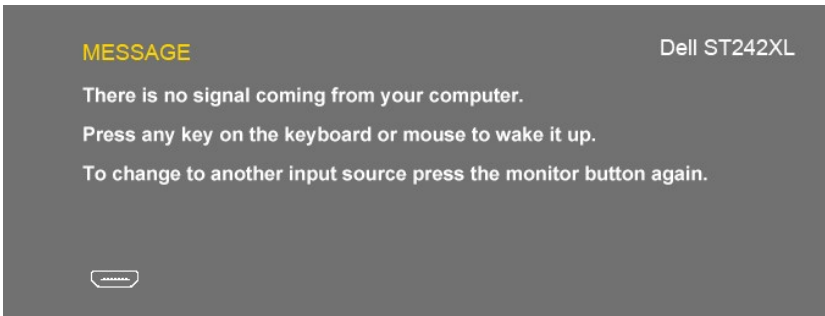 MESSAGE
Dell ST242XL
There is no signal coming from your computer.
Press any key on the keyboard or mouse to wake it up.
To change to another input source press the monitor button again.